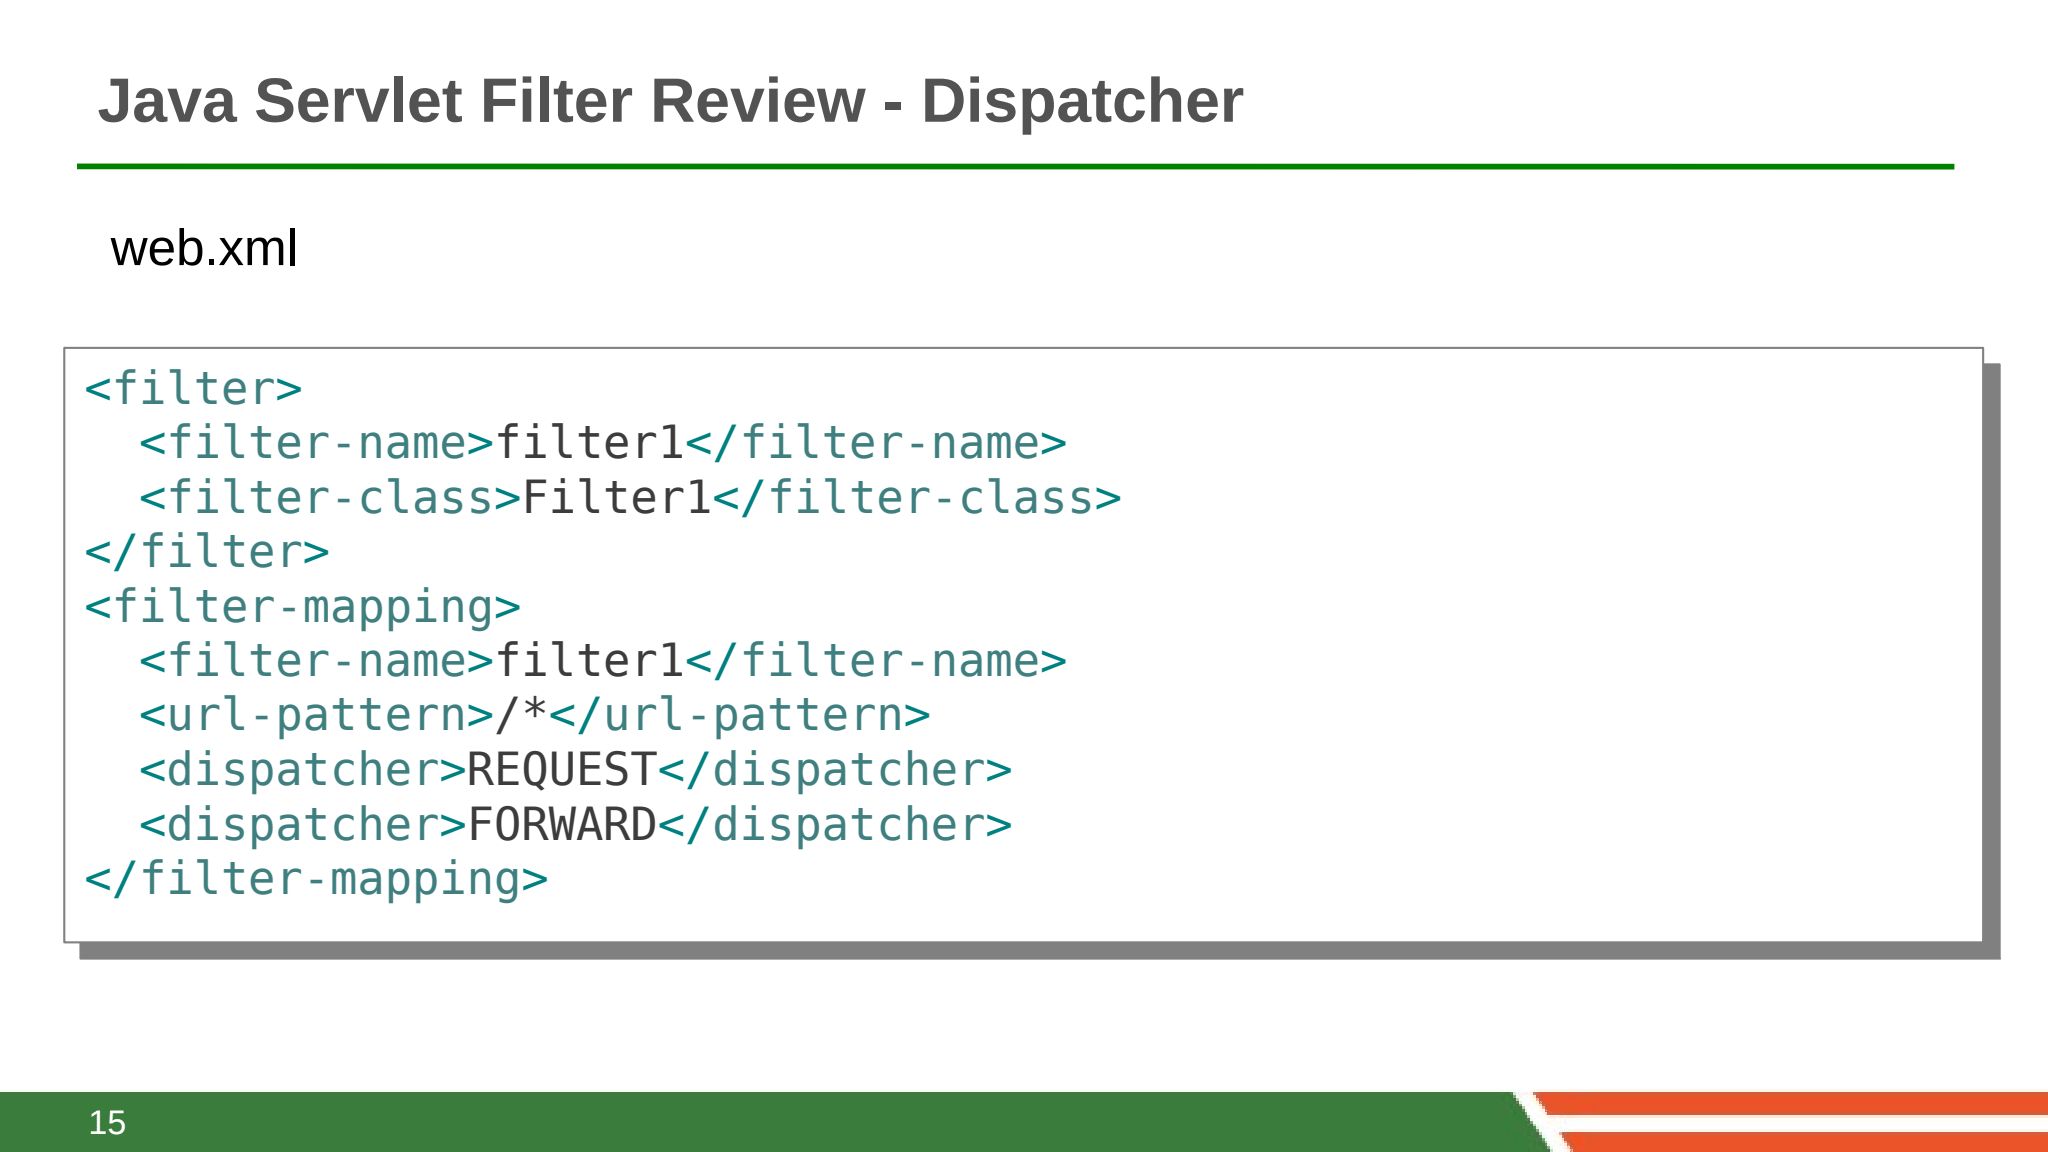 Java Servlet Filter Review - Dispatcher
web.xml
<filter>
  <filter-name>filter1</filter-name>
  <filter-class>Filter1</filter-class>
</filter>
<filter-mapping>
  <filter-name>filter1</filter-name>
  <url-pattern>/*</url-pattern>
  <dispatcher>REQUEST</dispatcher>
  <dispatcher>FORWARD</dispatcher>
</filter-mapping>
15